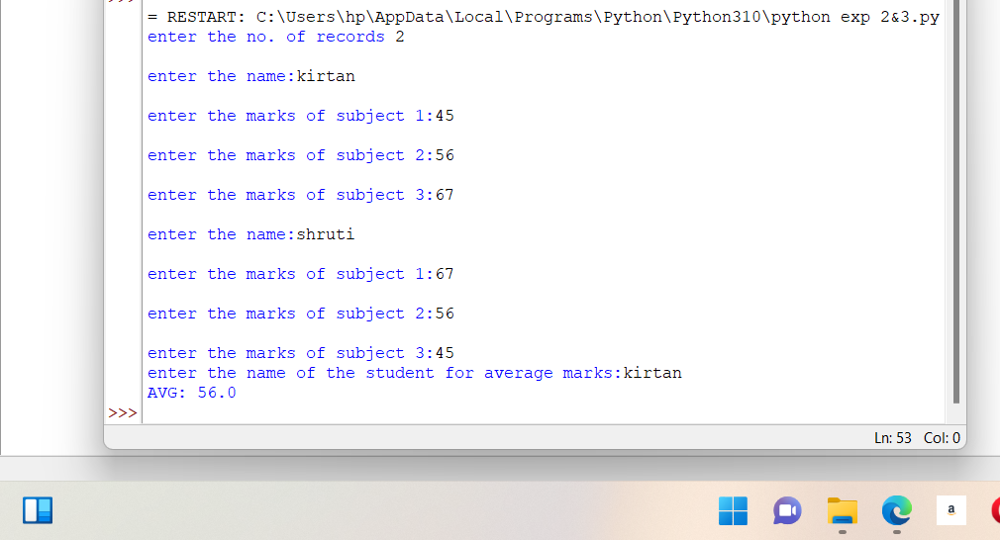 >>>
= RESTART: C:\Users\hp\AppData\Local\Programs\Python\Python310\python exp 2&3.py
enter the no. of records 2
enter the name:kirtan
enter the marks of subject 1:45
enter the marks of subject 2:56
enter the marks of subject 3:67
enter the name:shruti
enter the marks of subject 1:67
enter the marks of subject 2:56
enter the marks of subject 3:45
enter the name of the student for average marks:kirtan
AVG: 56.0
>>>
Ln: 53 Col: 0
a